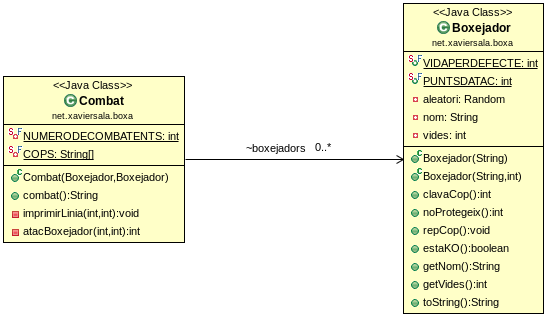 <<Java Class>>
Combat
net.xaviersala.boxa
NUMERODECOMBATENTS: int
COPS: String[]
Combat(Boxejador,Boxejador)
combat():String
imprimirLinia(int,int):void
atacBoxejador(int,int):int
~boxejadors 0..*
<<Java Class>>
Boxejador
net.xaviersala.boxa
VIDAPERDEFECTE: int
PUNTSDATAC: int
aleatori: Random
nom: String
vides: int
Boxejador(String)
Boxejador(String,int)
clavaCop():int
noProtegeix():int
repCop():void
estaKO():boolean
getNom():String
getVides():int
toString():String